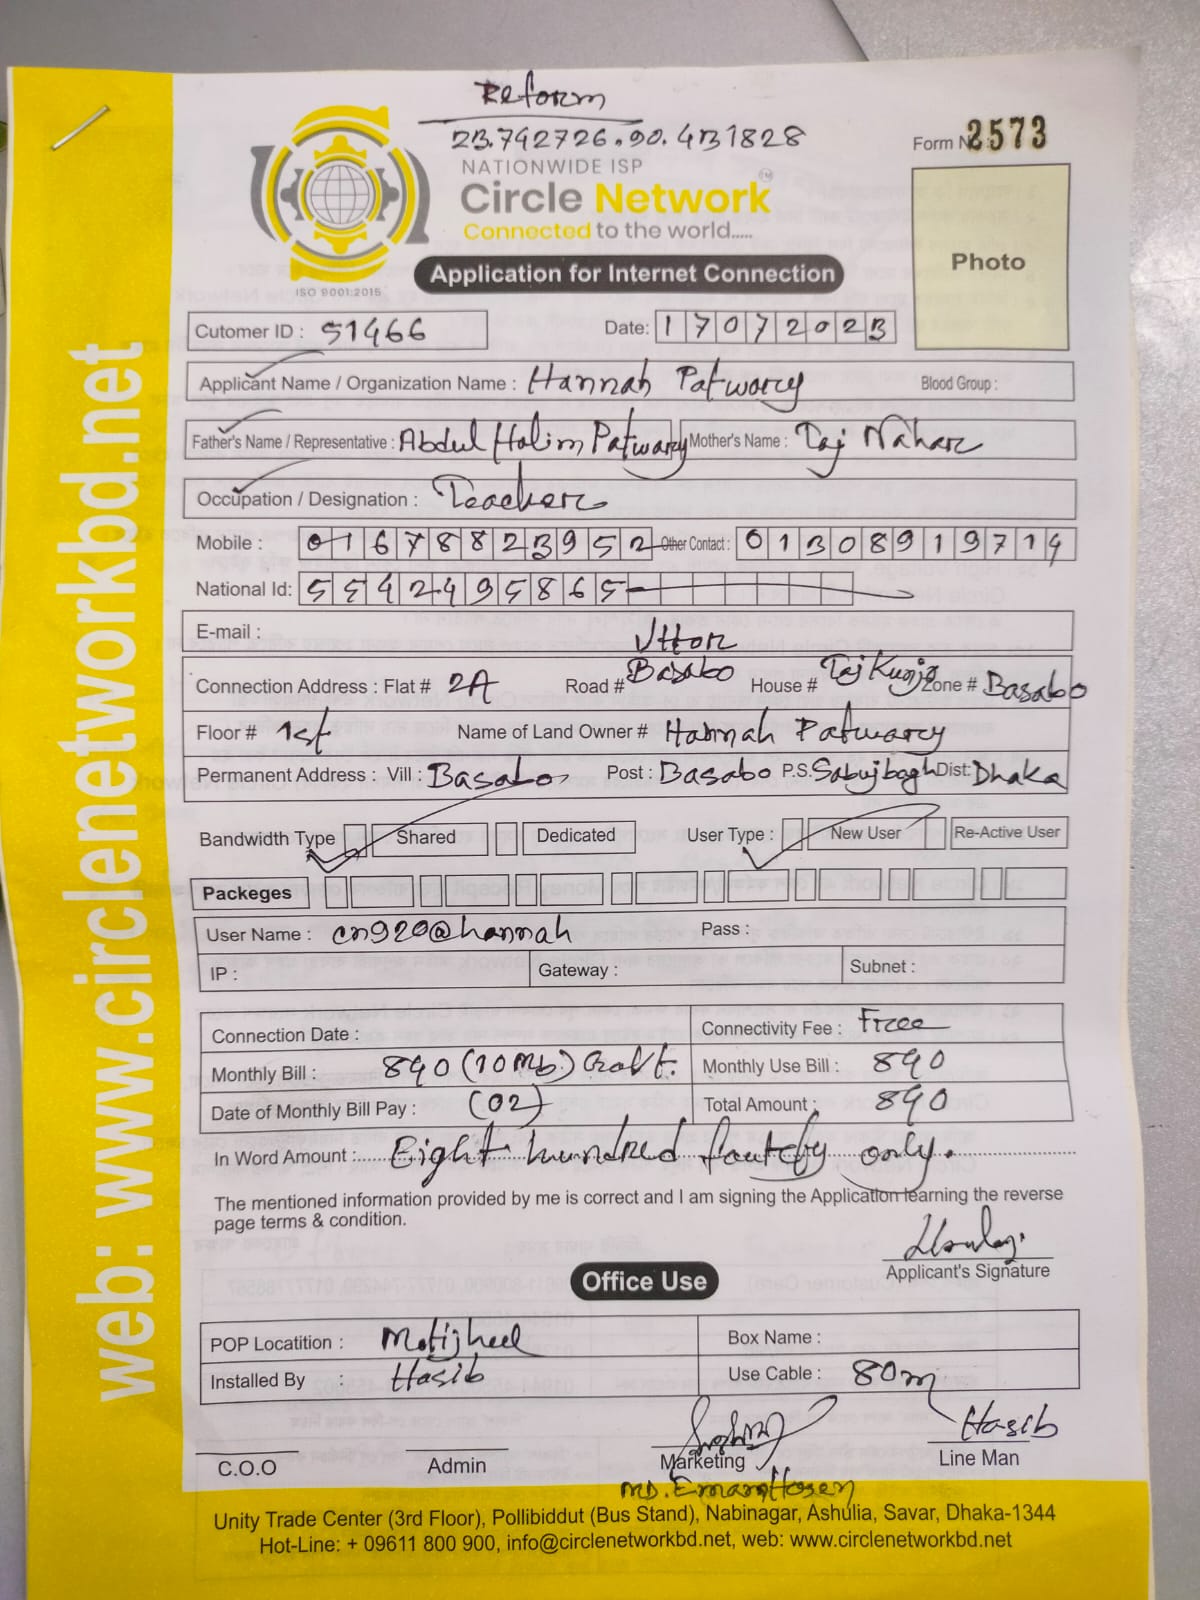 Reform
23.742726.90.431828
Form N 2573
NATIONWIDE ISP
Circle Network
TM
Connected to the world.....
ISO 9001:2015
Application for Internet Connection
Photo
Cutomer ID : 51466 Date: 17072023
Applicant Name / Organization Name : Hannah Patwary Blood Group :
Father's Name / Representative : Abdul Halim Patwary Mother's Name : Taj Nahar
Occupation / Designation : Teacher
Mobile : 01678823952 Other Contact : 01308919714
National Id: 5542495865
E-mail :
Connection Address : Flat # 2A Road # Uttor Basabo House # Taj Kunjo Zone # Basabo
Floor # 1st Name of Land Owner # Hannah Patwary
Permanent Address : Vill : Basabo Post : Basabo P.S. Sabujbagh Dist: Dhaka
Bandwidth Type Shared Dedicated User Type : New User Re-Active User
Packeges
User Name : cn920@hannah Pass :
IP : Gateway : Subnet :
Connection Date : Connectivity Fee : Free
Monthly Bill : 840 (10Mb) Monthly Use Bill : 840
Date of Monthly Bill Pay : (02) Total Amount : 840
In Word Amount : Eight hundred only.
The mentioned information provided by me is correct and I am signing the Application learning the reverse
page terms & condition.
Applicant's Signature
Office Use
POP Locatition : Motijheel Box Name :
Installed By : Hasib Use Cable : 80m
Hasib
C.O.O Admin Marketing Line Man
MD. Emam Hosen
Unity Trade Center (3rd Floor), Pollibiddut (Bus Stand), Nabinagar, Ashulia, Savar, Dhaka-1344
Hot-Line: + 09611 800 900, info@circlenetworkbd.net, web: www.circlenetworkbd.net
web: www.circlenetworkbd.net